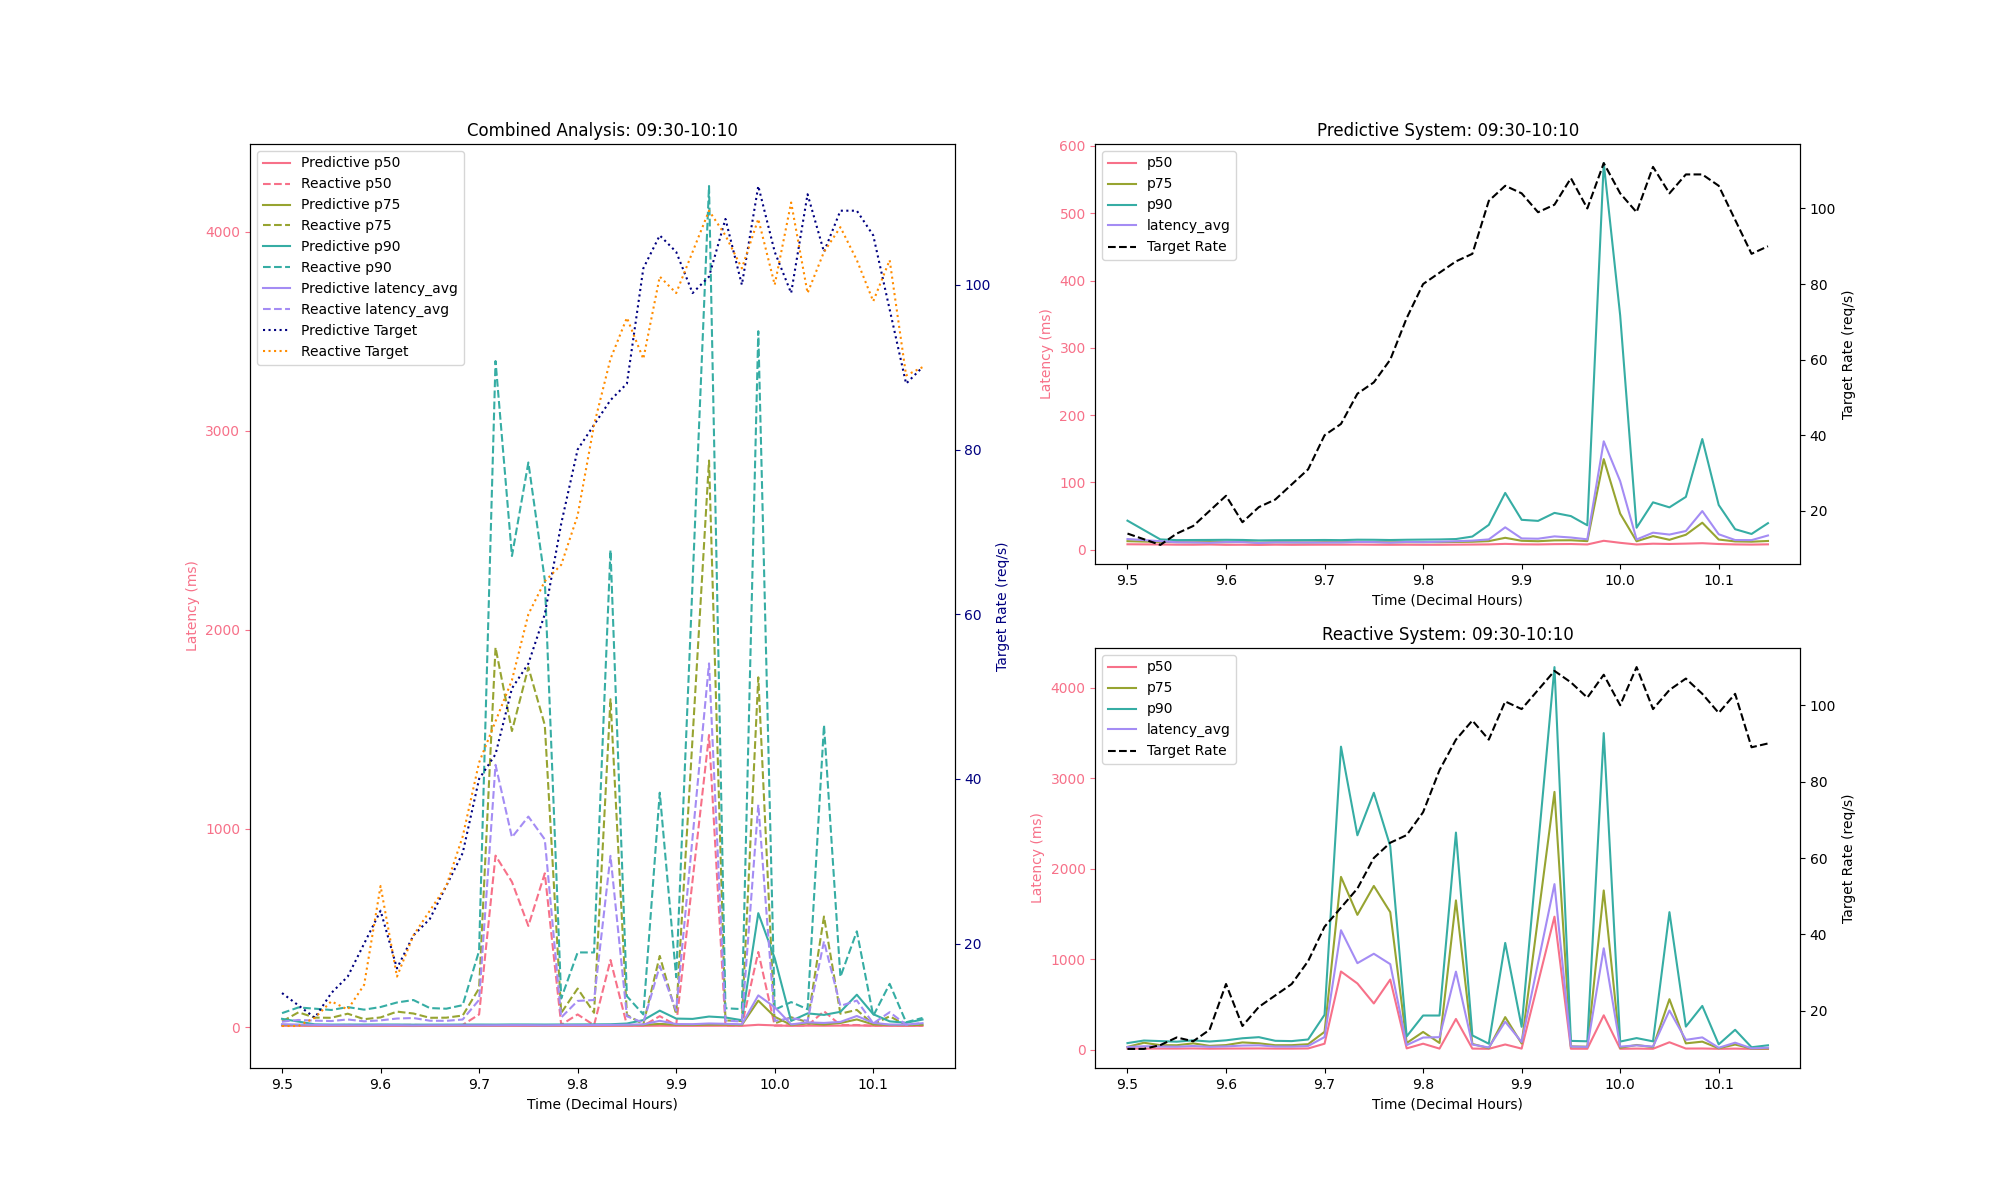 Combined Analysis: 09:30-10:10
Predictive p50
Reactive p50
Predictive p75
Reactive p75
Predictive p90
Reactive p90
Predictive latency_avg
Reactive latency_avg
Predictive Target
Reactive Target
4000
3000
2000
1000
0
Latency (ms)
100
80
60
40
20
Target Rate (req/s)
9.5 9.6 9.7 9.8 9.9 10.0 10.1
Time (Decimal Hours)
Predictive System: 09:30-10:10
p50
p75
p90
latency_avg
Target Rate
600
500
400
300
200
100
0
Latency (ms)
100
80
60
40
20
Target Rate (req/s)
9.5 9.6 9.7 9.8 9.9 10.0 10.1
Time (Decimal Hours)
Reactive System: 09:30-10:10
p50
p75
p90
latency_avg
Target Rate
4000
3000
2000
1000
0
Latency (ms)
100
80
60
40
20
Target Rate (req/s)
9.5 9.6 9.7 9.8 9.9 10.0 10.1
Time (Decimal Hours)